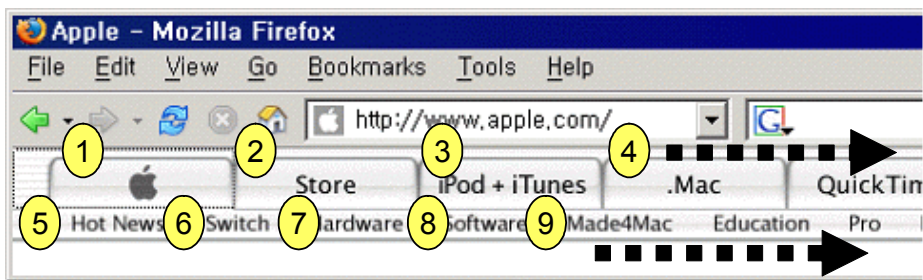 Apple - Mozilla Firefox
File Edit View Go Bookmarks Tools Help
http://www.apple.com/ G
1 2 3 4
Store iPod + iTunes .Mac QuickTim
5 Hot News 6 Switch 7 Hardware 8 Software 9 Made4Mac Education Pro